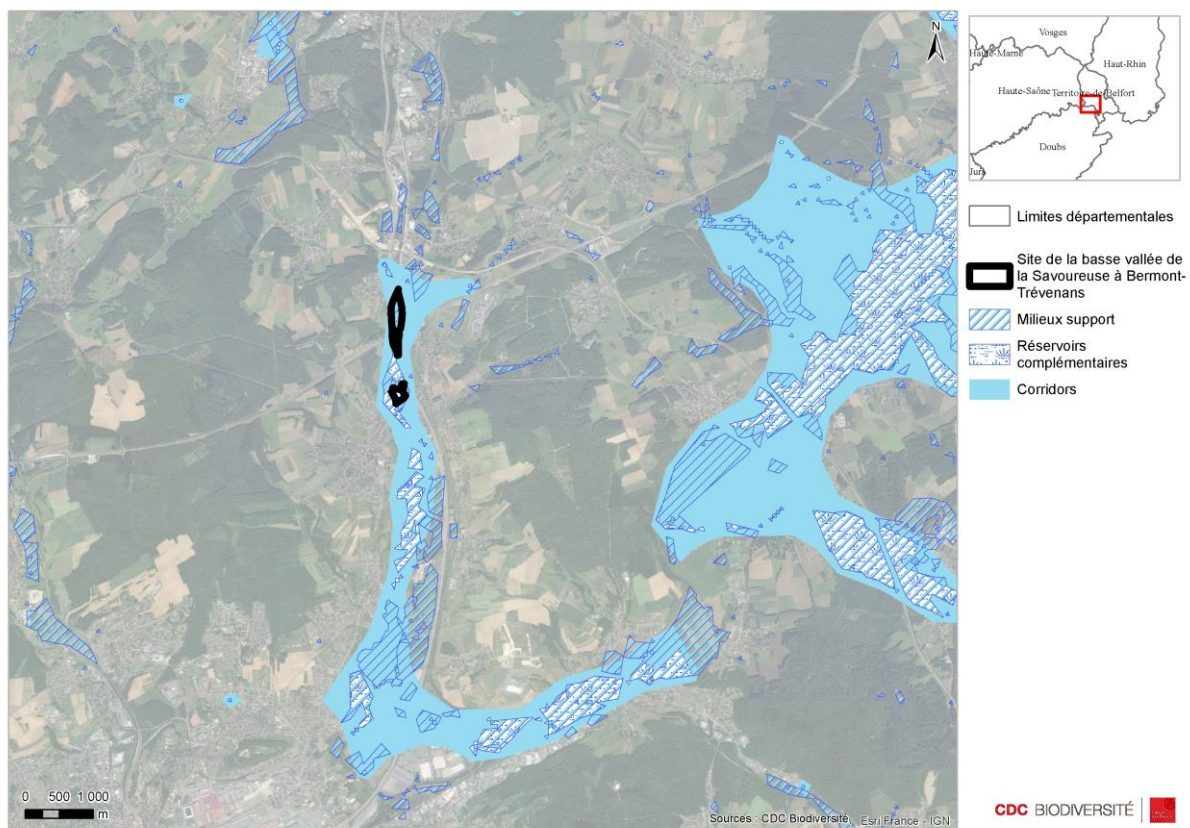 N
Vosges
Haute-Marne
Haut-Rhin
Haute-Saône
Territoire de Belfort
Doubs
Jura
Limites départementales
Site de la basse vallée de
la Savoureuse à Bermont-
Trévenans
Milieux support
Réservoirs
complémentaires
Corridors
0 500 1 000
m
Sources : CDC Biodiversité, Esri France - IGN
CDC BIODIVERSITÉ